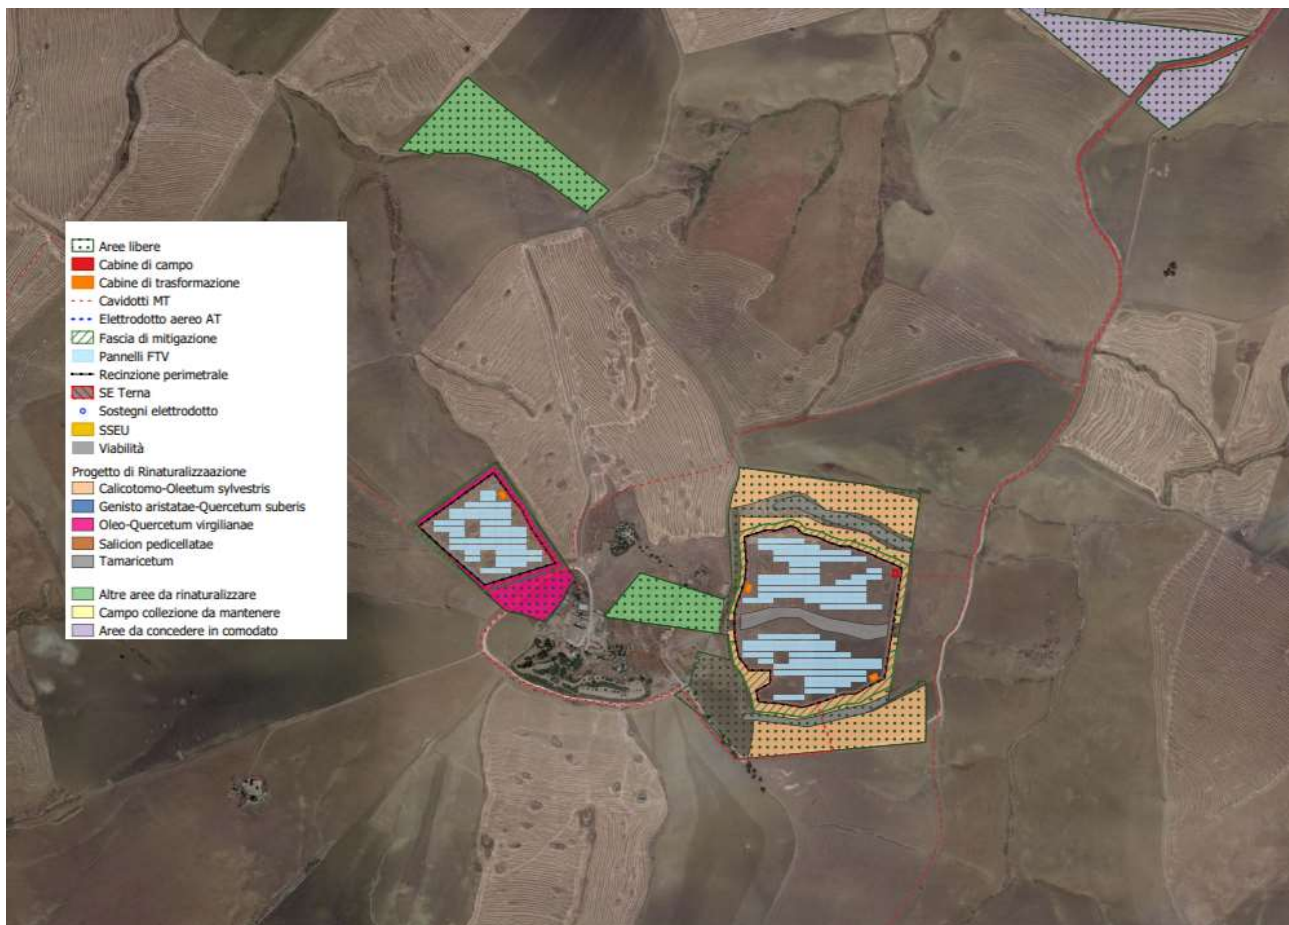 Aree libere
Cabine di campo
Cabine di trasformazione
Cavidotti MT
Elettrodotto aereo AT
Fascia di mitigazione
Pannelli FTV
Recinzione perimetrale
SE Terna
Sostegni elettrodotto
SSEU
Viabilità
Progetto di Rinaturalizzaazione
Calicotomo-Oleetum sylvestris
Genisto aristatae-Quercetum suberis
Oleo-Quercetum virgilianae
Salicion pedicellatae
Tamaricetum
Altre aree da rinaturalizzare
Campo collezione da mantenere
Aree da concedere in comodato